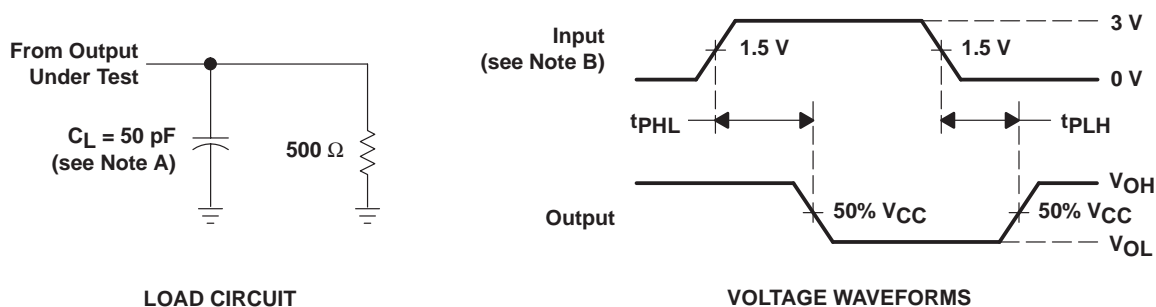 From Output
Under Test
CL = 50 pF
(see Note A)
500 Ω
LOAD CIRCUIT
Input
(see Note B)
1.5 V
1.5 V
3 V
0 V
tPHL
tPLH
Output
50% VCC
50% VCC
VOH
VOL
VOLTAGE WAVEFORMS